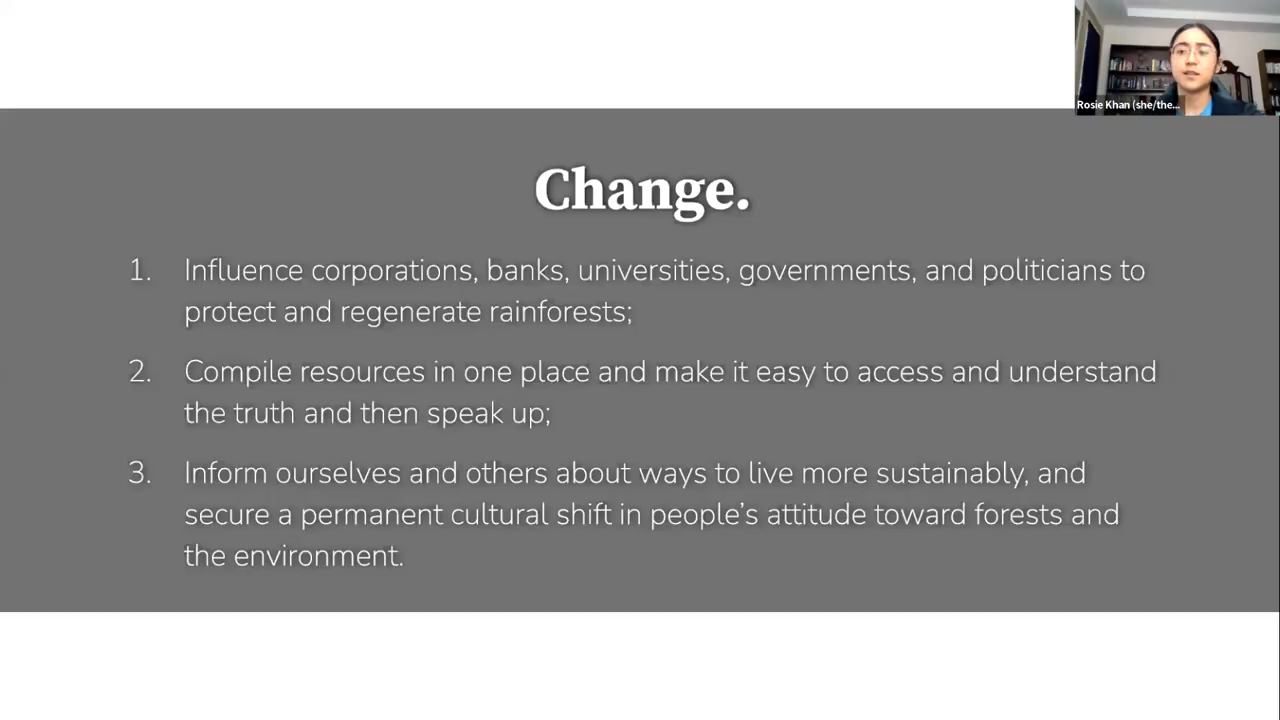 Rosie Khan (she/the...
Change.
1. Influence corporations, banks, universities, governments, and politicians to
protect and regenerate rainforests;
2. Compile resources in one place and make it easy to access and understand
the truth and then speak up;
3. Inform ourselves and others about ways to live more sustainably, and
secure a permanent cultural shift in people’s attitude toward forests and
the environment.